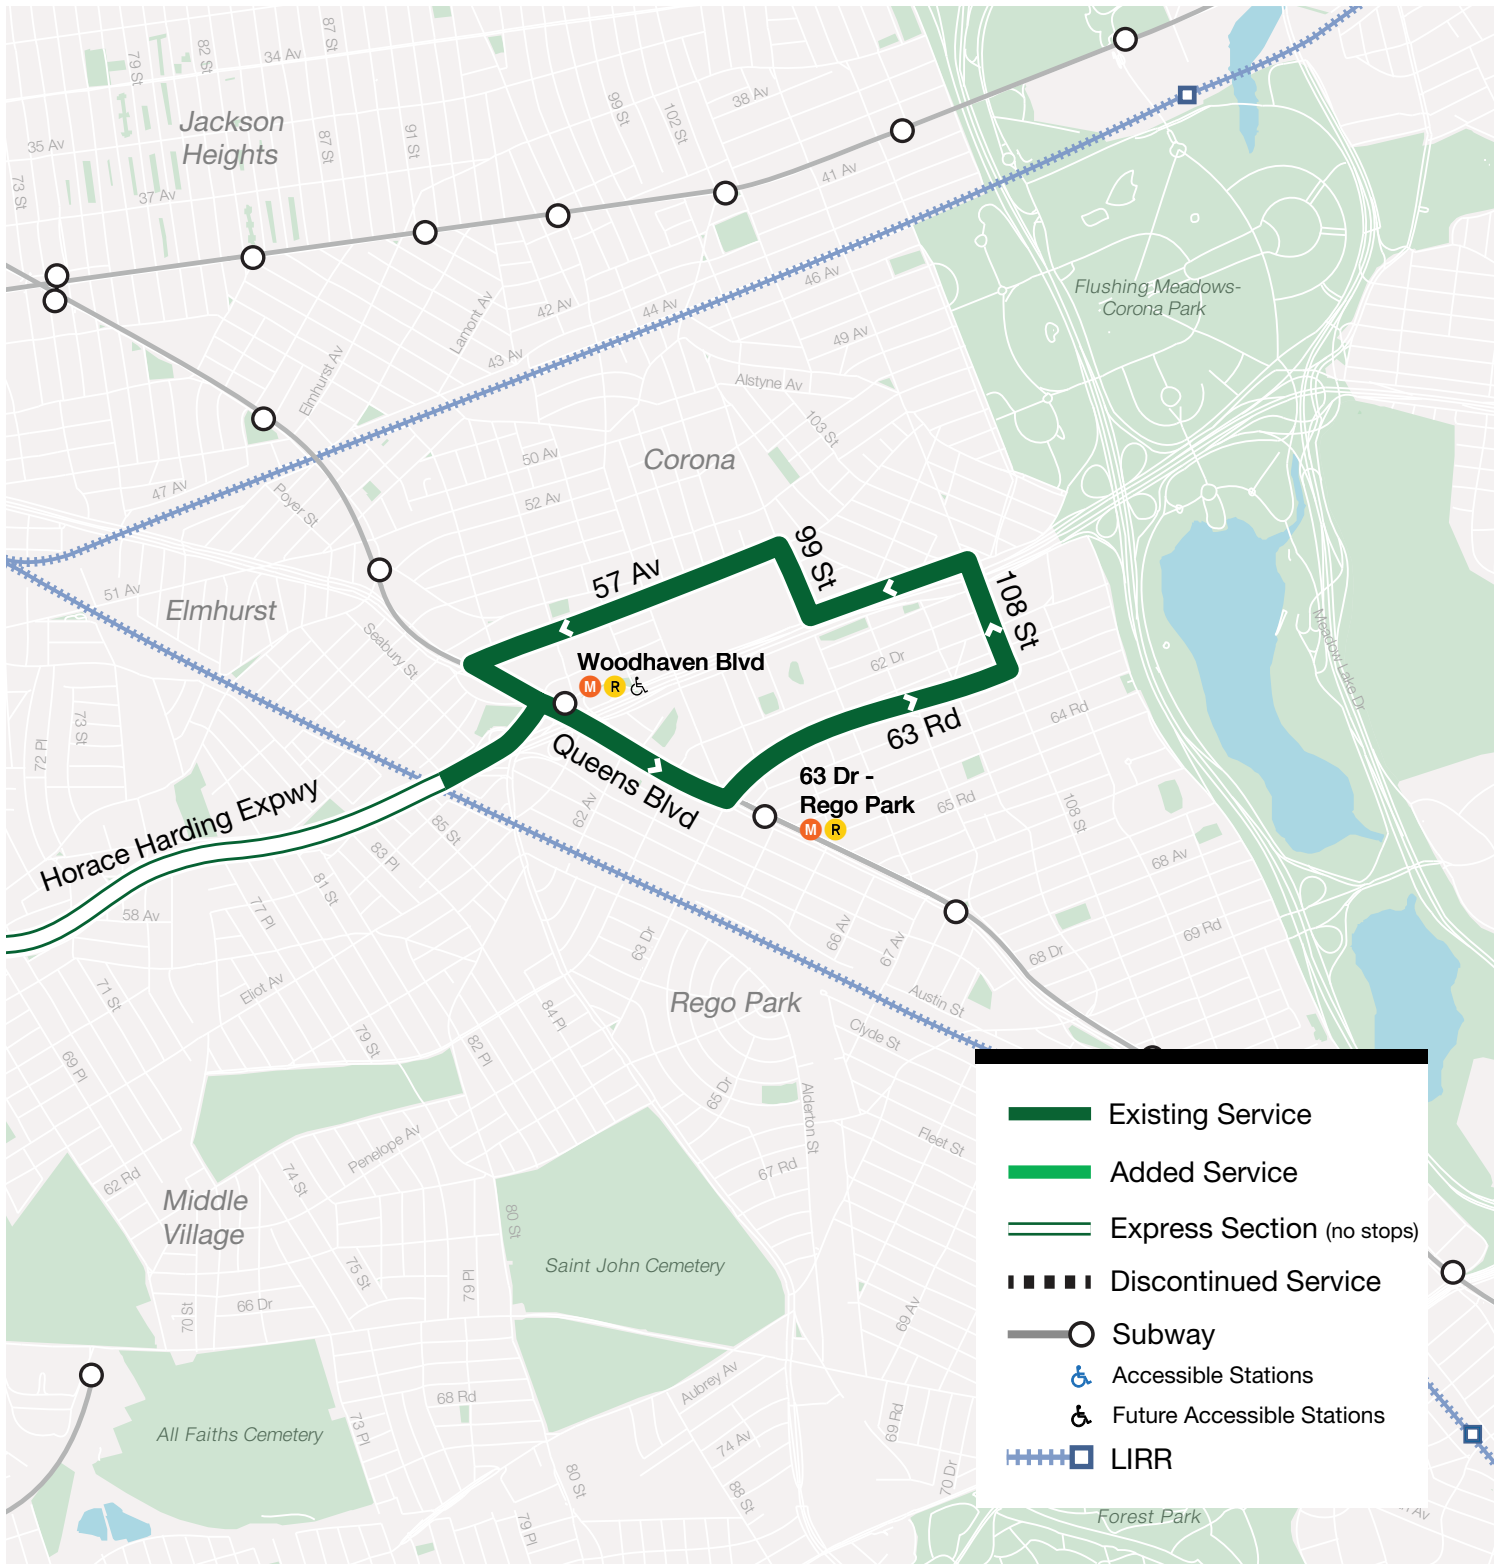 87 St
82 St
34 Av
79 St
Jackson
Heights
99 St
38 Av
102 St
35 Av
87 St
91 St
41 Av
73 St
37 Av
46 Av
Flushing Meadows-
Corona Park
42 Av
44 Av
Lamont Av
49 Av
43 Av
Elmhurst Av
Alstyne Av
103 St
50 Av
Corona
47 Av
52 Av
Poyer St
99 St
57 Av
51 Av
Elmhurst
108 St
Seabury St
Woodhaven Blvd
M R
62 Dr
Meadow Lake Dr
64 Rd
63 Rd
73 St
72 Pl
Queens Blvd
63 Dr -
Rego Park
M R
65 Rd
108 St
Horace Harding Expwy
62 Av
85 St
83 Pl
68 Av
81 St
77 Pl
58 Av
66 Av
67 Av
69 Rd
63 Dr
68 Dr
71 St
Eliot Av
Austin St
Rego Park
84 Pl
Clyde St
79 St
82 Pl
69 Pl
65 Dr
Alderton St
Existing Service
Penelope Av
Fleet St
Added Service
62 Rd
74 St
67 Rd
Middle
Village
80 St
Express Section (no stops)
Saint John Cemetery
75 St
79 Pl
Discontinued Service
66 Dr
70 St
69 Av
Subway
Accessible Stations
Aubrey Av
68 Rd
Future Accessible Stations
All Faiths Cemetery
73 Pl
69 Rd
74 Av
LIRR
80 St
88 St
70 Dr
79 Pl
Forest Park